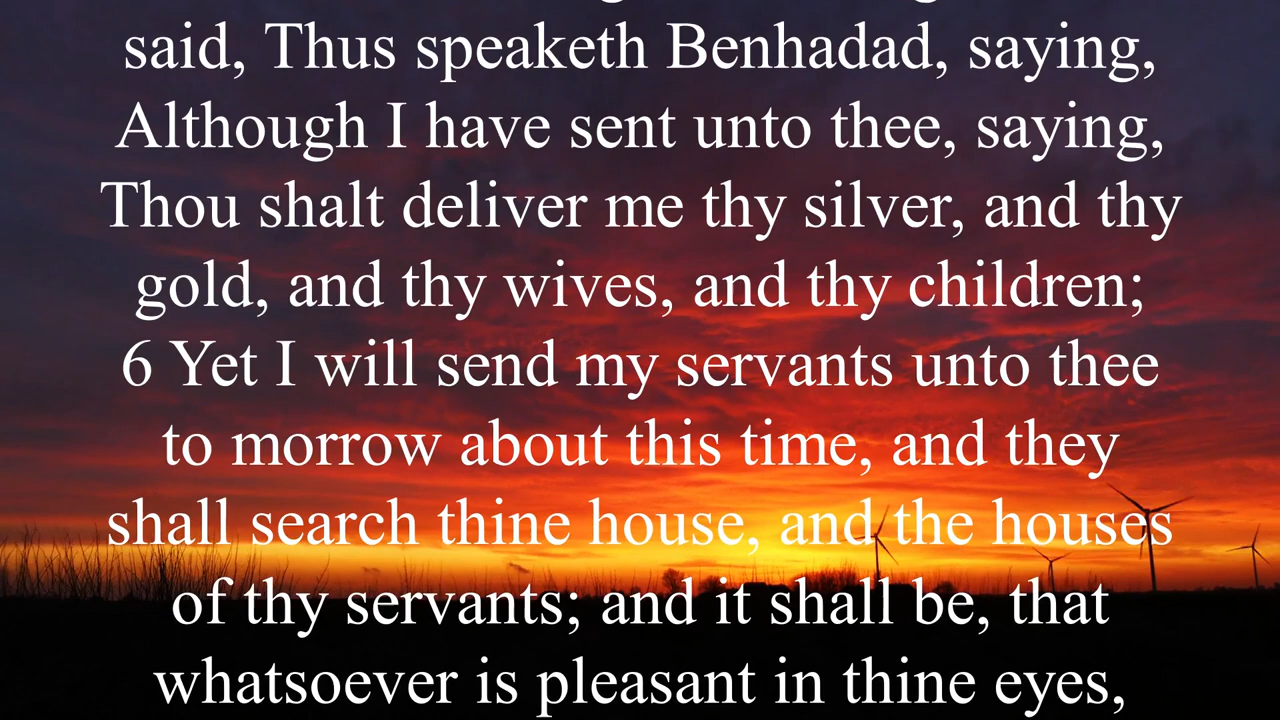 said, Thus speaketh Benhadad, saying,
Although I have sent unto thee, saying,
Thou shalt deliver me thy silver, and thy
gold, and thy wives, and thy children;
6 Yet I will send my servants unto thee
to morrow about this time, and they
shall search thine house, and the houses
of thy servants; and it shall be, that
whatsoever is pleasant in thine eyes,